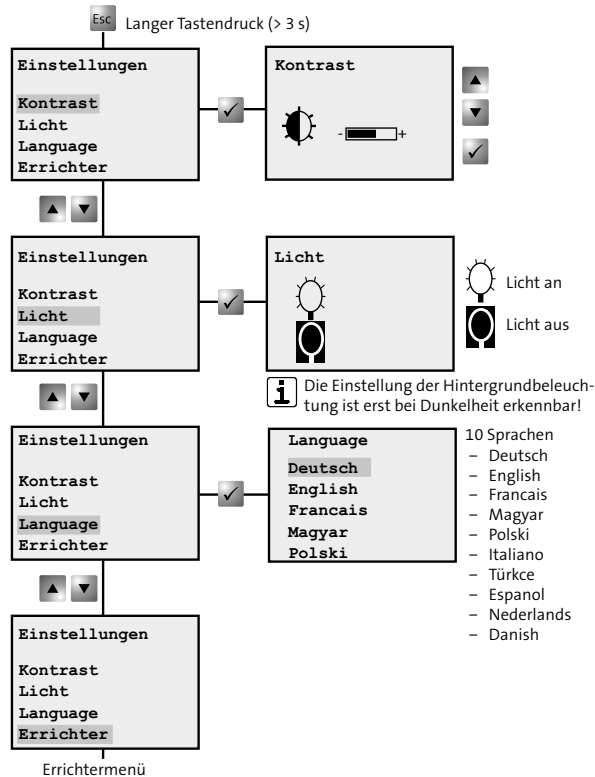 Esc Langer Tastendruck (> 3 s)
Einstellungen
Kontrast
Licht
Language
Errichter
Kontrast
- +
Einstellungen
Kontrast
Licht
Language
Errichter
Licht
Licht an
Licht aus
i Die Einstellung der Hintergrundbeleuch-
tung ist erst bei Dunkelheit erkennbar!
Einstellungen
Kontrast
Licht
Language
Errichter
Language
Deutsch
English
Francais
Magyar
Polski
10 Sprachen
– Deutsch
– English
– Francais
– Magyar
– Polski
– Italiano
– Türkce
– Espanol
– Nederlands
– Danish
Einstellungen
Kontrast
Licht
Language
Errichter
Errichtermenü